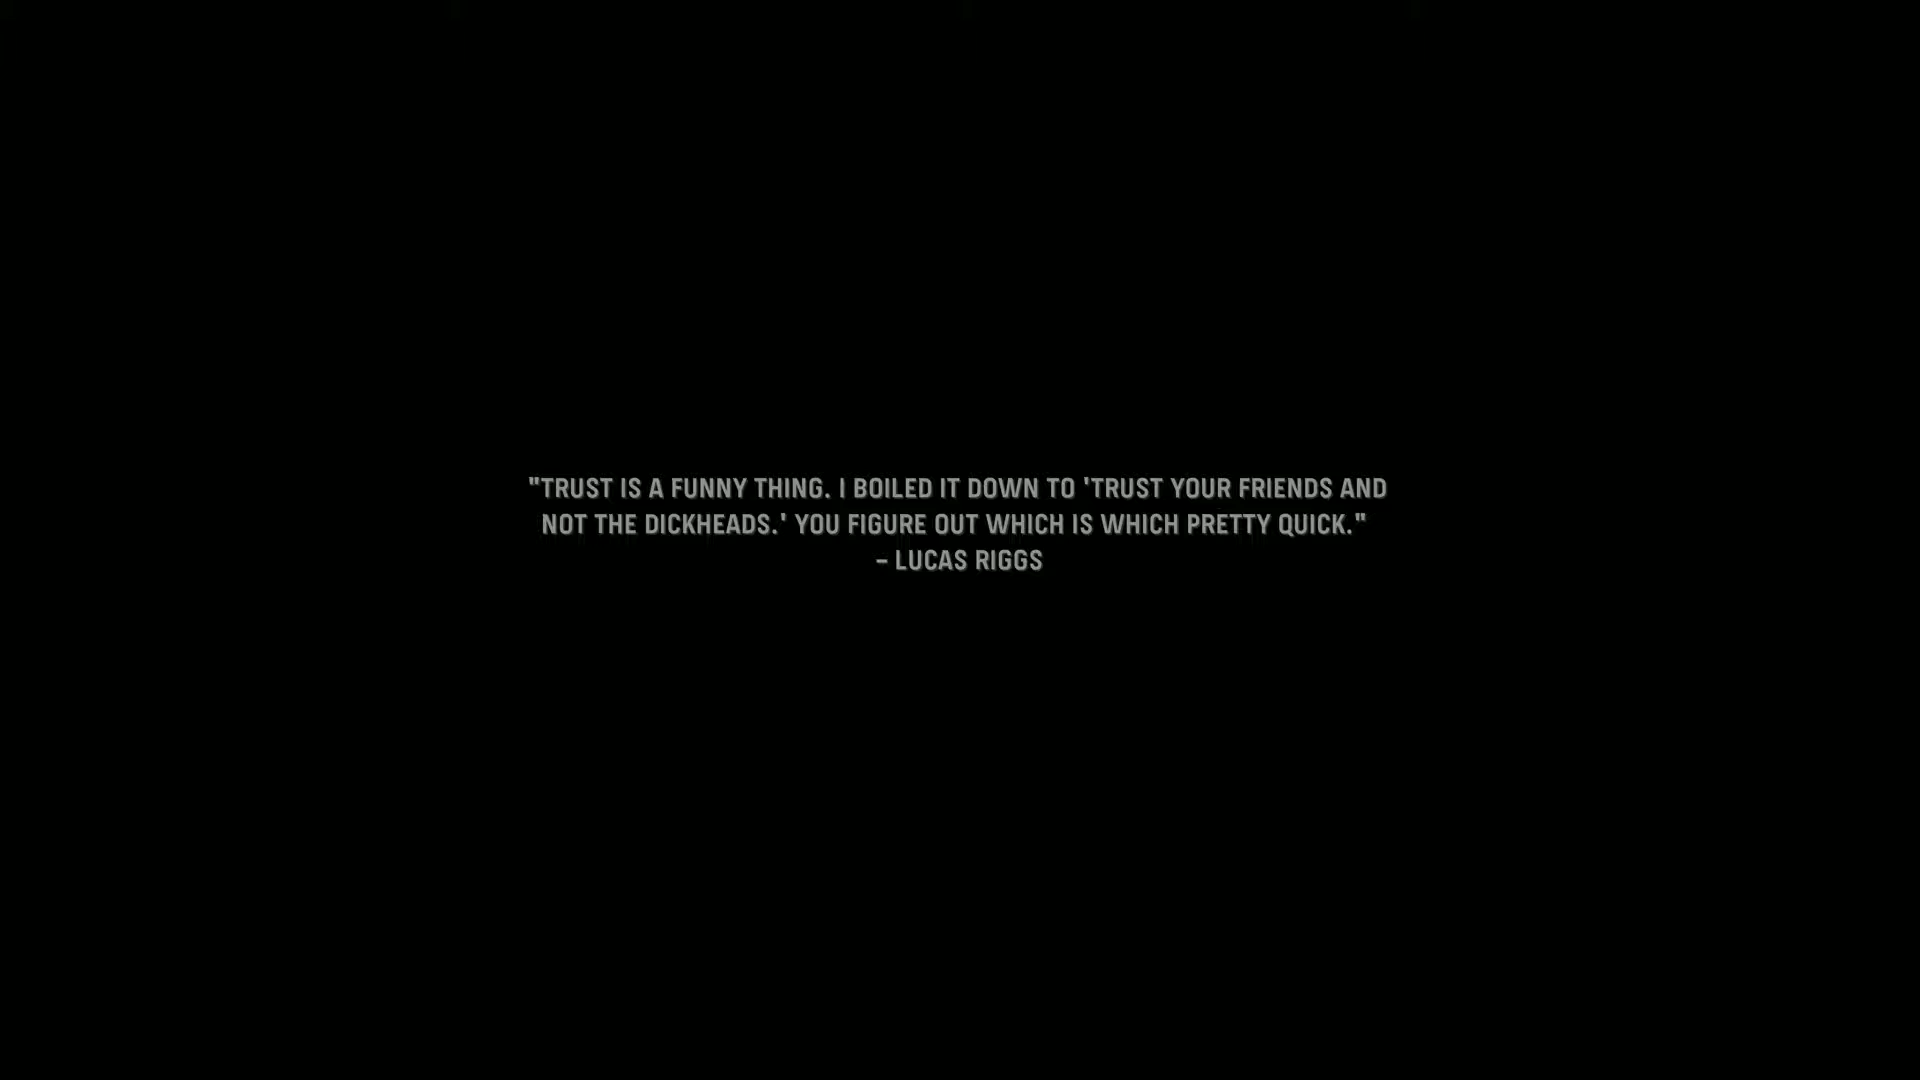 "TRUST IS A FUNNY THING. I BOILED IT DOWN TO 'TRUST YOUR FRIENDS AND
NOT THE DICKHEADS.' YOU FIGURE OUT WHICH IS WHICH PRETTY QUICK."
– LUCAS RIGGS